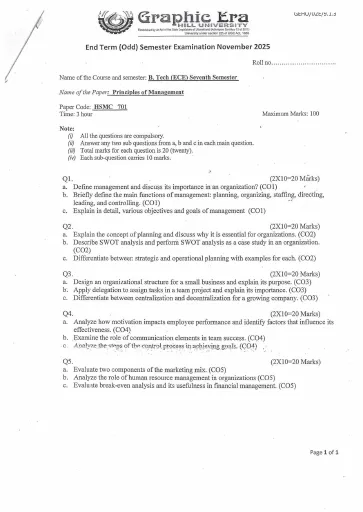 Graphic Era
HILL UNIVERSITY
End Term (Odd) Semester Examination November 2025
Roll no..............................
Name of the Course and semester: B. Tech (ECE) Seventh Semester
Name of the Paper: Principles of Management
Paper Code: HSMC 701
Time: 3 hour Maximum Marks: 100
Note:
(i) All the questions are compulsory.
(ii) Answer any two sub questions from a, b and c in each main question.
(iii) Total marks for each question is 20 (twenty).
(iv) Each sub-question carries 10 marks.
Q1. (2X10=20 Marks)
a. Define management and discuss its importance in an organization? (CO1)
b. Briefly define the main functions of management: planning, organizing, staffing, directing,
leading, and controlling. (CO1)
c. Explain in detail, various objectives and goals of management (CO1)
Q2. (2X10=20 Marks)
a. Explain the concept of planning and discuss why it is essential for organizations. (CO2)
b. Describe SWOT analysis and perform SWOT analysis as a case study in an organization.
(CO2)
c. Differentiate between: strategic and operational planning with examples for each. (CO2)
Q3. (2X10=20 Marks)
a. Design an organizational structure for a small business and explain its purpose. (CO3)
b. Apply delegation to assign tasks in a team project and explain its importance. (CO3)
c. Differentiate between centralization and decentralization for a growing company. (CO3)
Q4. (2X10=20 Marks)
a. Analyze how motivation impacts employee performance and identify factors that influence its
effectiveness. (CO4)
b. Examine the role of communication elements in team success. (CO4)
c. Analyze the steps of the control process in achieving goals. (CO4)
Q5. (2X10=20 Marks)
a. Evaluate two components of the marketing mix. (CO5)
b. Analyze the role of human resource management in organizations (CO5)
c. Evaluate break-even analysis and its usefulness in financial management. (CO5)
Page 1 of 1